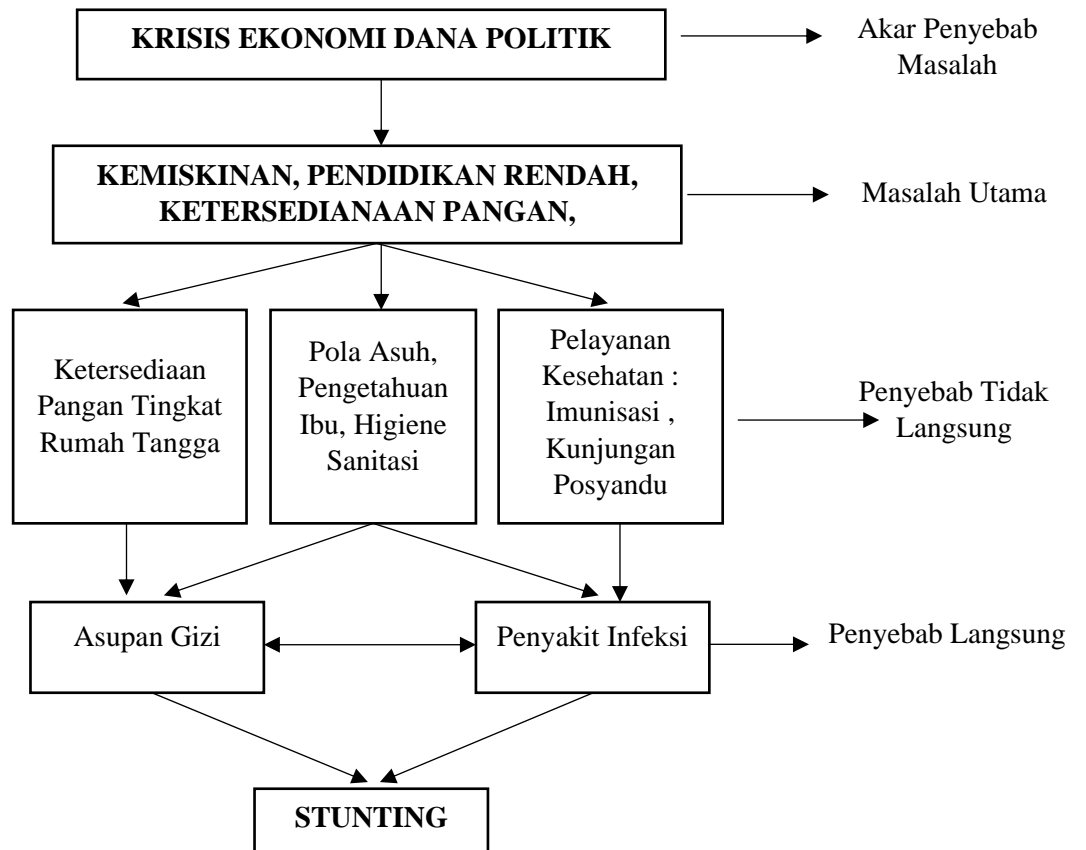 KRISIS EKONOMI DANA POLITIK
Akar Penyebab
Masalah
KEMISKINAN, PENDIDIKAN RENDAH,
KETERSEDIANAAN PANGAN,
Masalah Utama
Ketersediaan
Pangan Tingkat
Rumah Tangga
Pola Asuh,
Pengetahuan
Ibu, Higiene
Sanitasi
Pelayanan
Kesehatan :
Imunisasi ,
Kunjungan
Posyandu
Penyebab Tidak
Langsung
Asupan Gizi
Penyakit Infeksi
Penyebab Langsung
STUNTING